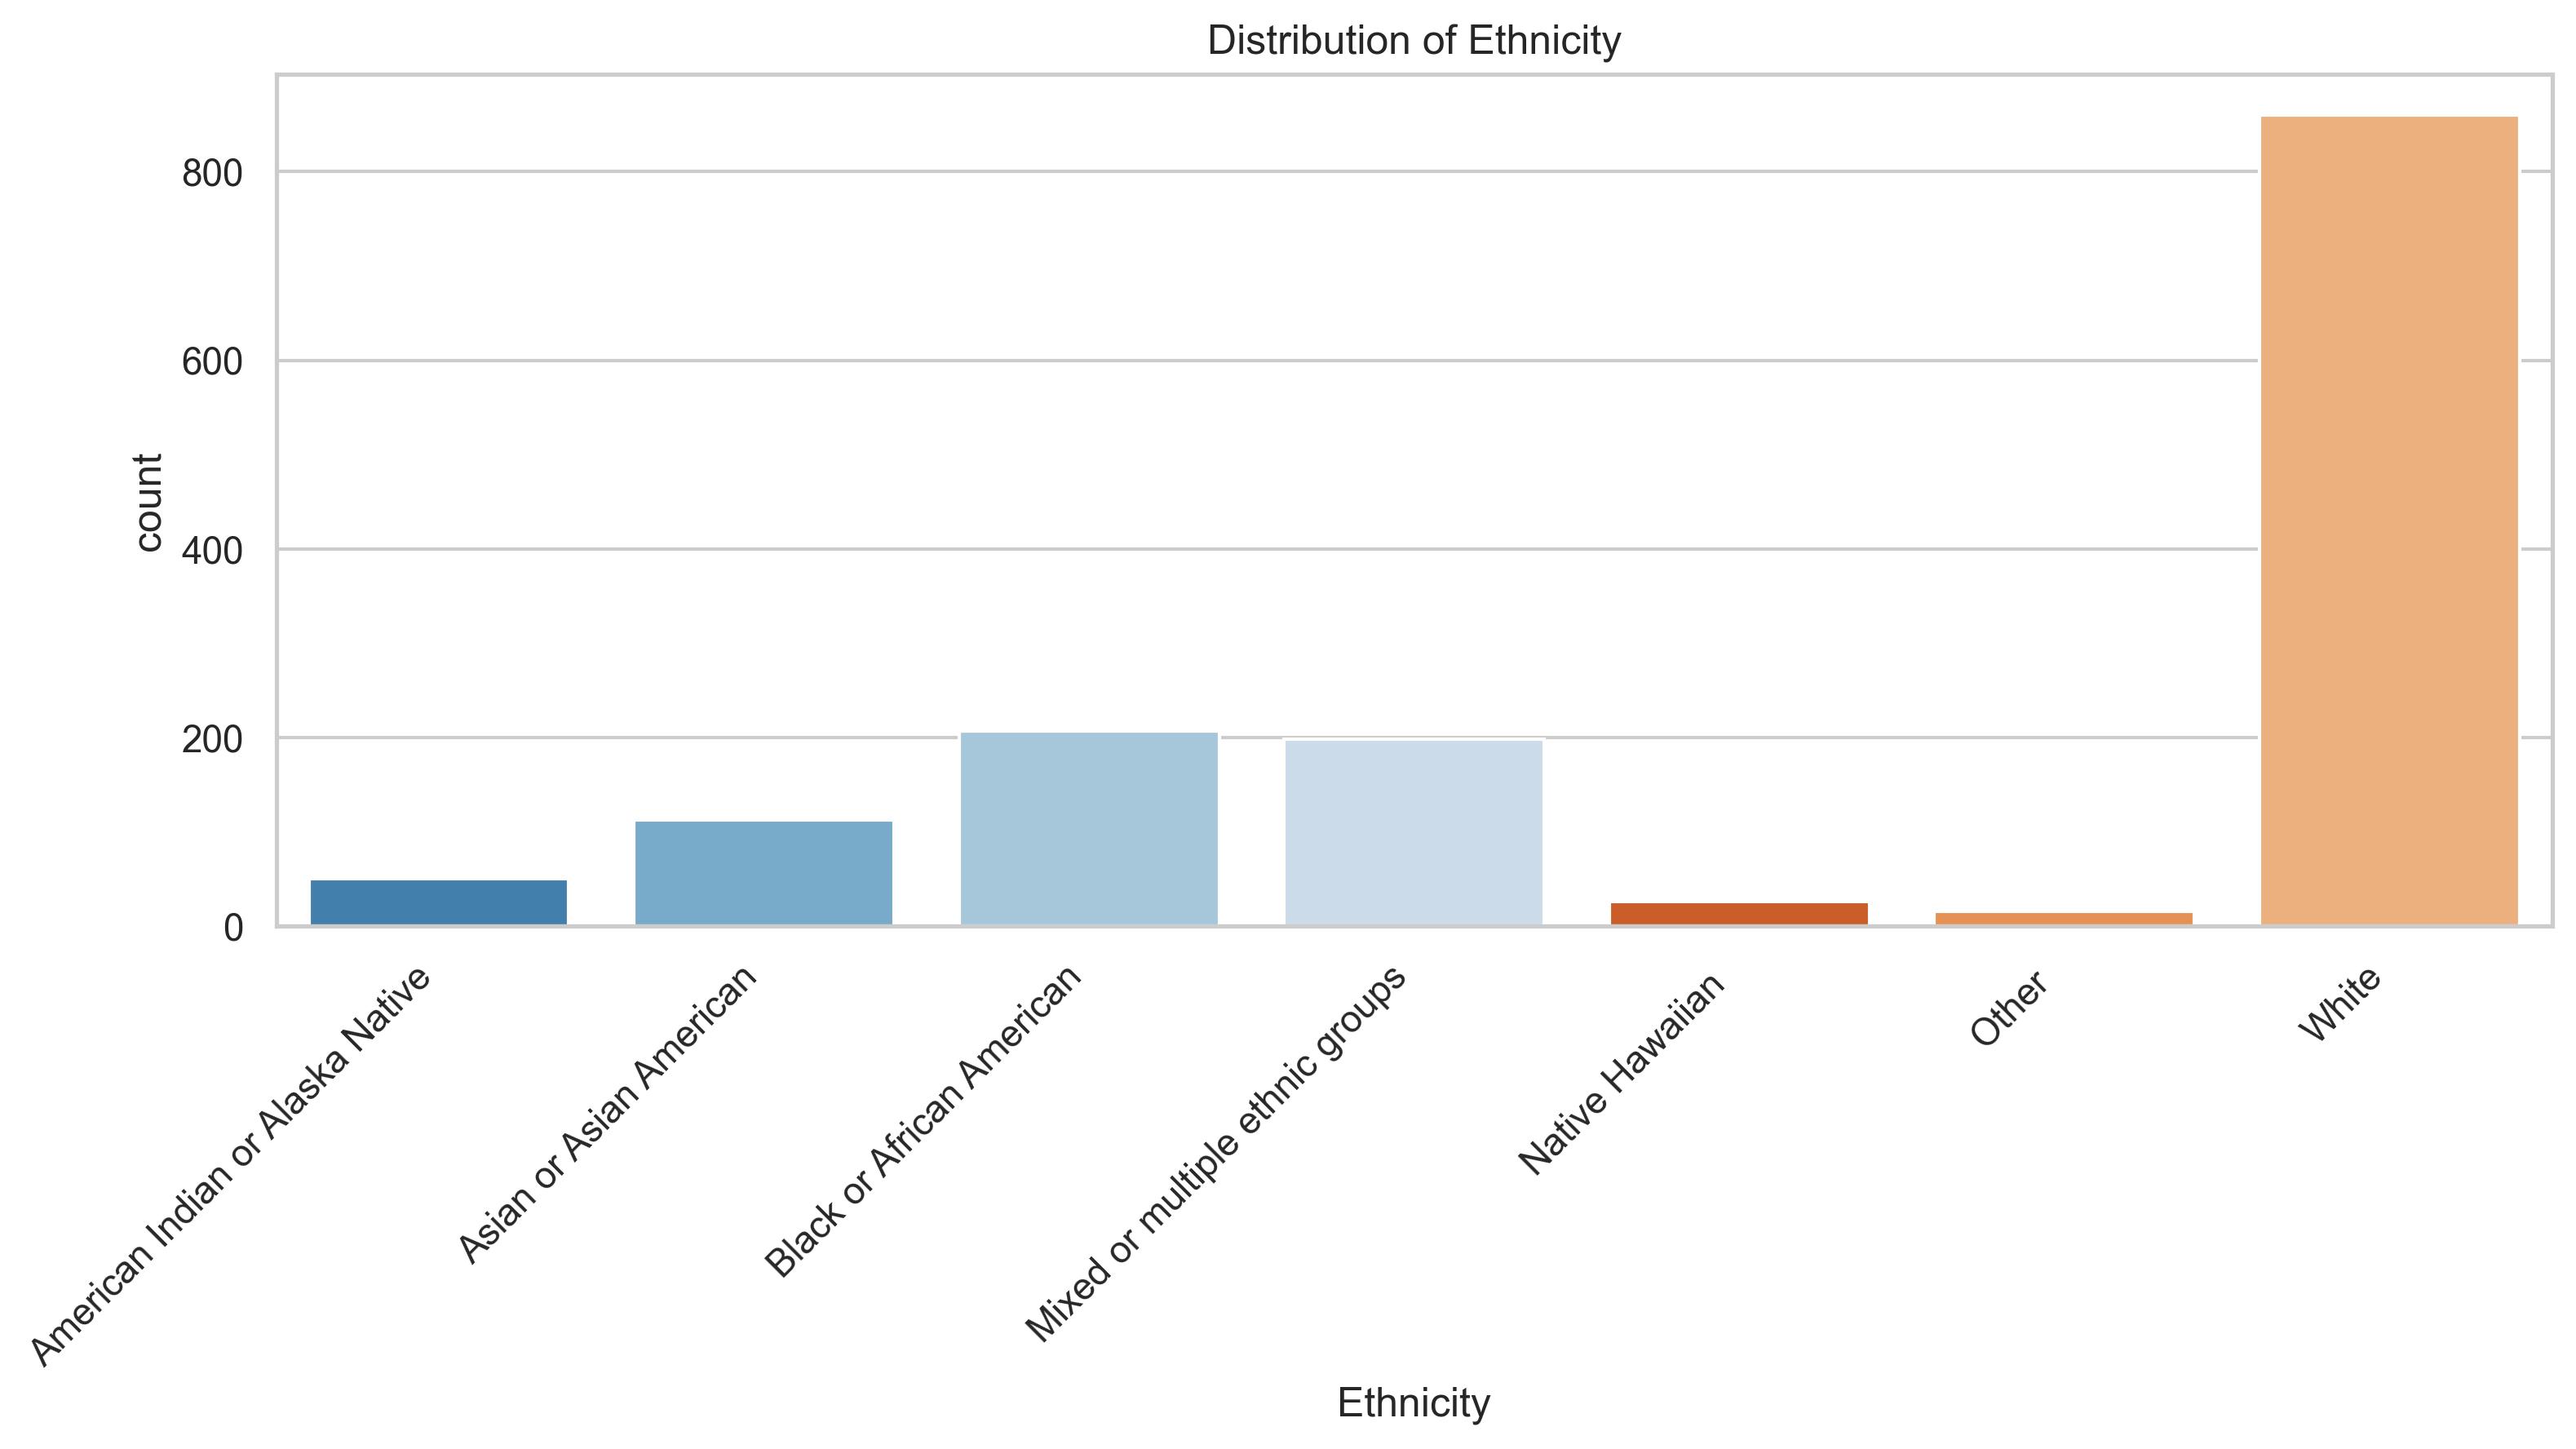 Distribution of Ethnicity
count
800
600
400
200
0
American Indian or Alaska Native
Asian or Asian American
Black or African American
Mixed or multiple ethnic groups
Native Hawaiian
Other
White
Ethnicity